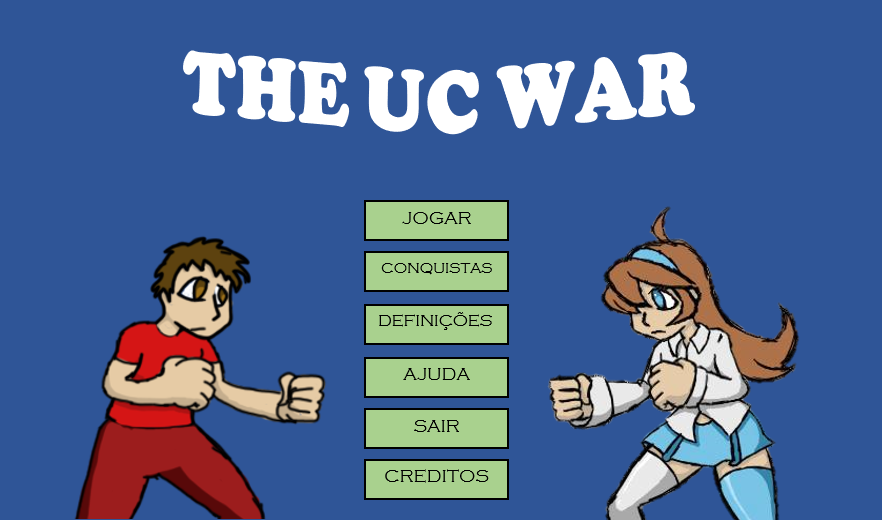 THE UC WAR
JOGAR
CONQUISTAS
DEFINIÇÕES
AJUDA
SAIR
CREDITOS